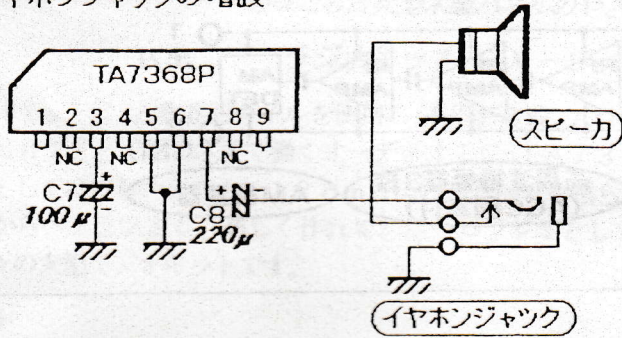 イヤホンジャックの増設
TA7368P
1 2 3 4 5 6 7 8 9
NC NC NC
+
C7
100μ
-
+ -
C8
220μ
スピーカ
イヤホンジャック